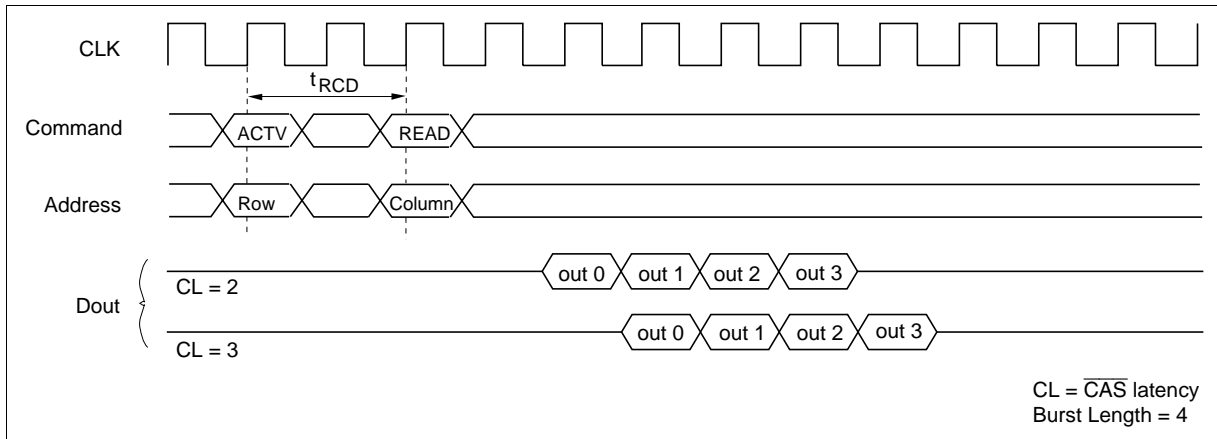 CLK
tRCD
Command
ACTV
READ
Address
Row
Column
out 0 out 1 out 2 out 3
CL = 2
Dout
out 0 out 1 out 2 out 3
CL = 3
CL = C̅A̅S̅ latency
Burst Length = 4